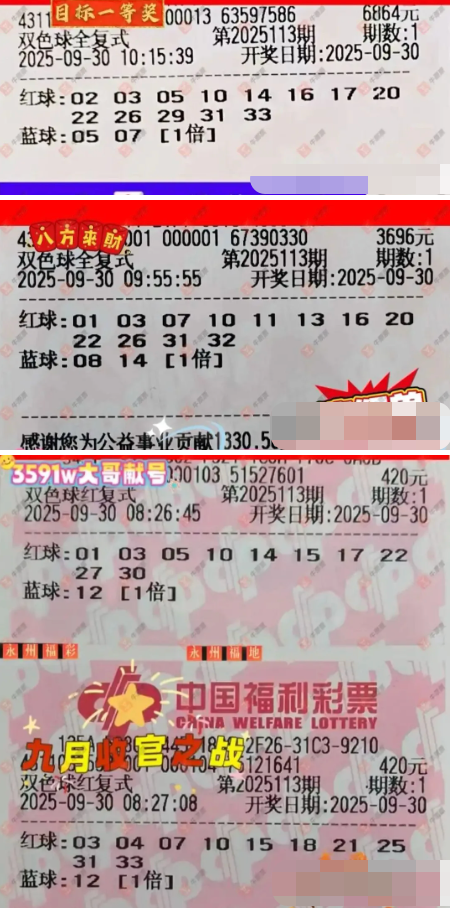 目标一等奖
4311 000013 63597586 6864元
双色球全复式 第2025113期 期数:1
2025-09-30 10:15:39 开奖日期:2025-09-30
红球:02 03 05 10 14 16 17 20
22 26 29 31 33
蓝球:05 07 [1倍]
八方來財
001 000001 67390330 3696元
双色球全复式 第2025113期 期数:1
2025-09-30 09:55:55 开奖日期:2025-09-30
红球:01 03 07 10 11 13 16 20
22 26 31 32
蓝球:08 14 [1倍]
感谢您为公益事业贡献1330.56
3591w大哥献号
000103 51527601 420元
双色球红复式 第2025113期 期数:1
2025-09-30 08:26:45 开奖日期:2025-09-30
红球:01 03 05 10 14 15 17 22
27 30
蓝球:12 [1倍]
永州福彩 永州福地
中国福利彩票
CHINA WELFARE LOTTERY
2F26-31C3-9210
九月收官之战
121641 420元
双色球红复式 第2025113期 期数:1
2025-09-30 08:27:08 开奖日期:2025-09-30
红球:03 04 07 10 15 18 21 25
31 33
蓝球:12 [1倍]